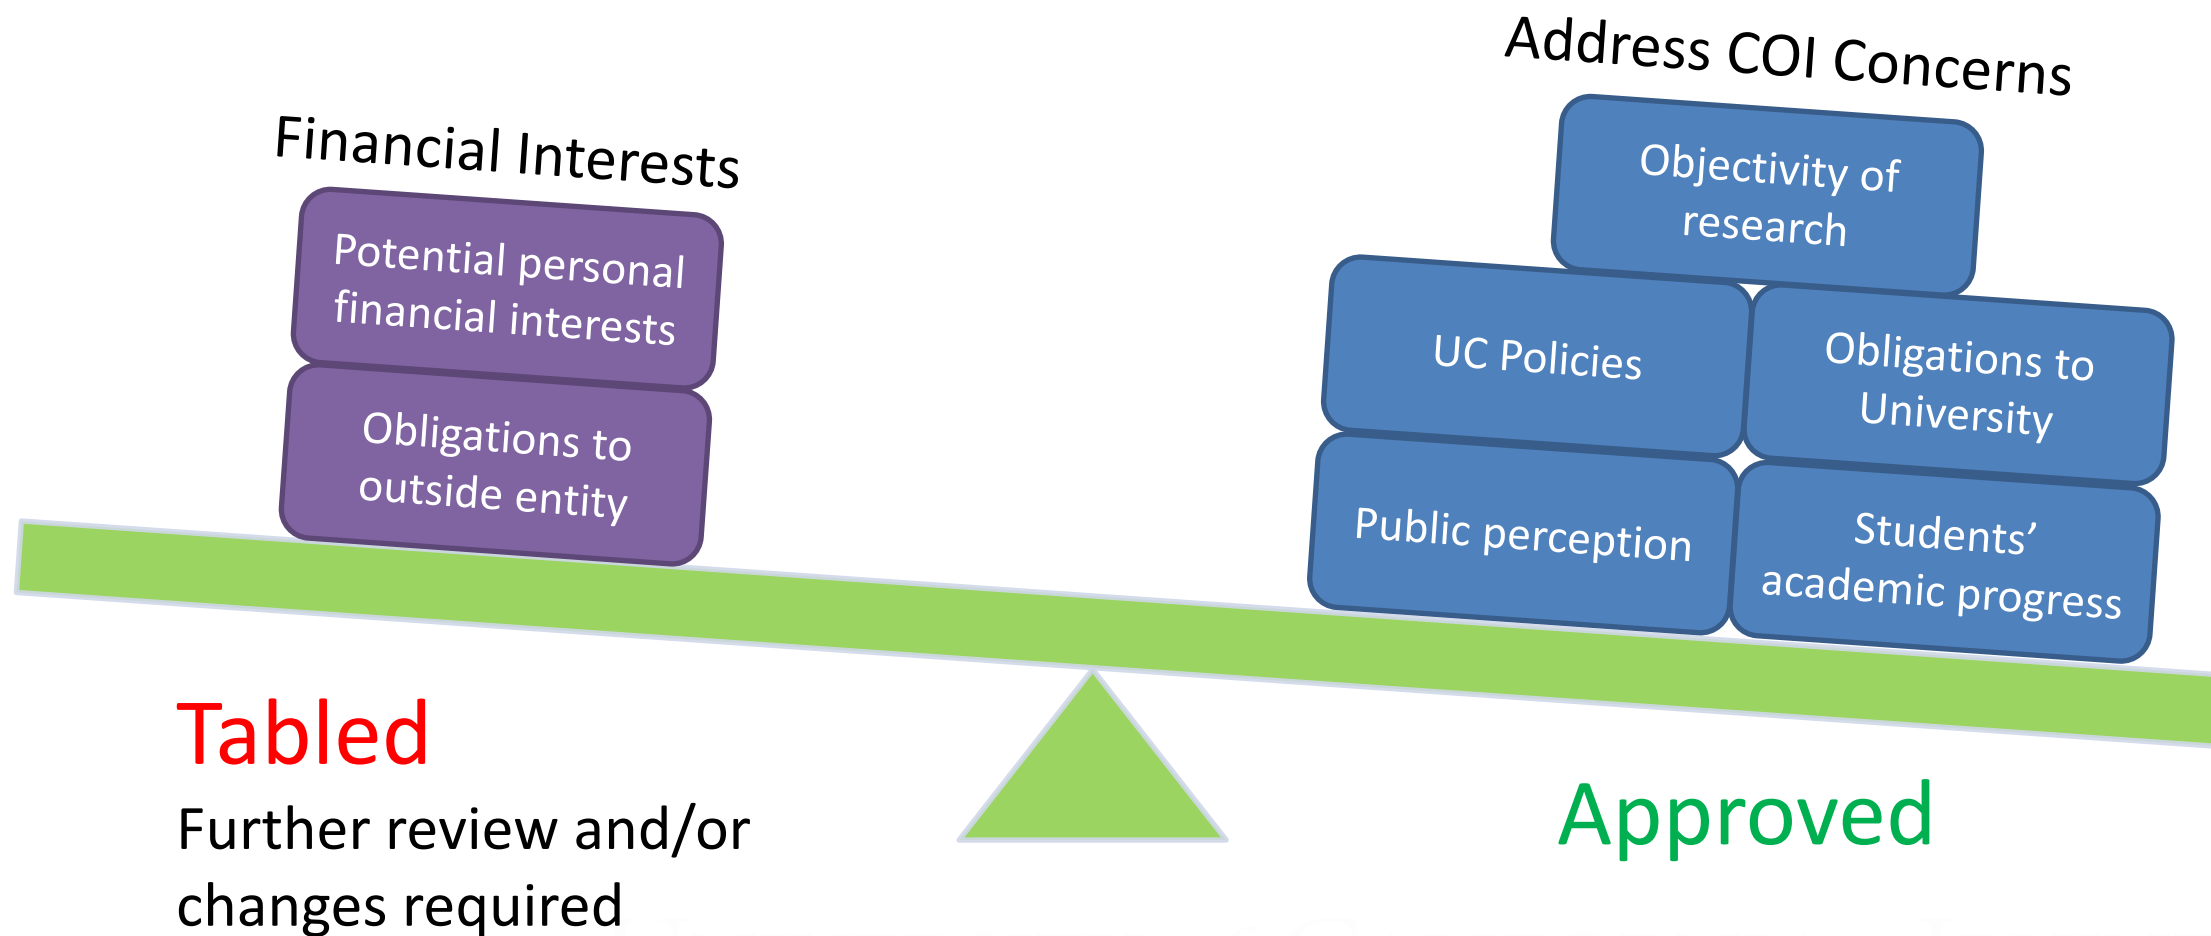 Financial Interests
Potential personal
financial interests
Obligations to
outside entity
Address COI Concerns
Objectivity of
research
UC Policies
Obligations to
University
Public perception
Students’
academic progress
Tabled
Further review and/or
changes required
Approved